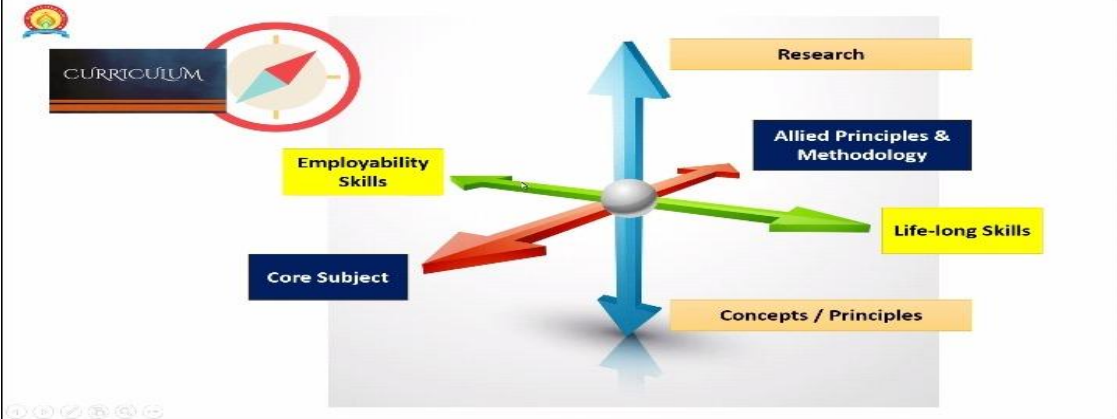 CURRICULUM
Research
Allied Principles &
Methodology
Employability
Skills
Life-long Skills
Core Subject
Concepts / Principles